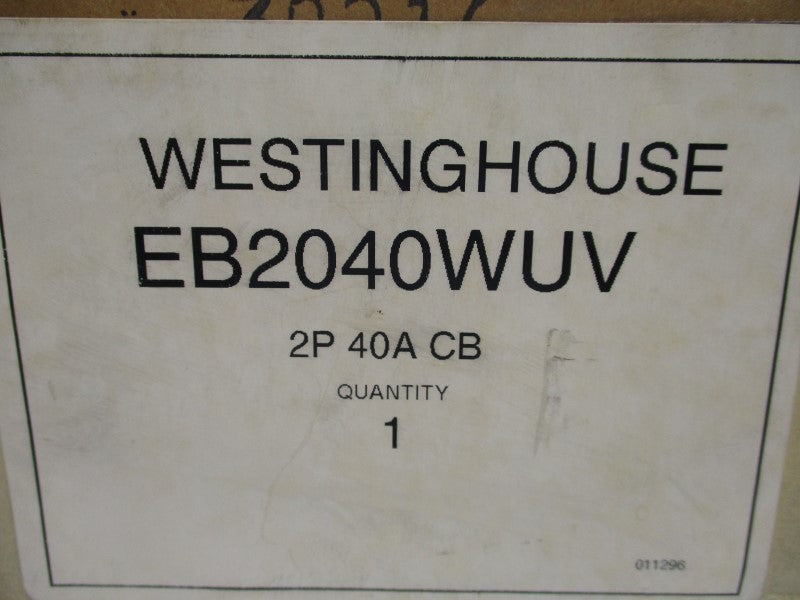 WESTINGHOUSE
EB2040WUV
2P 40A CB
QUANTITY
1
011296